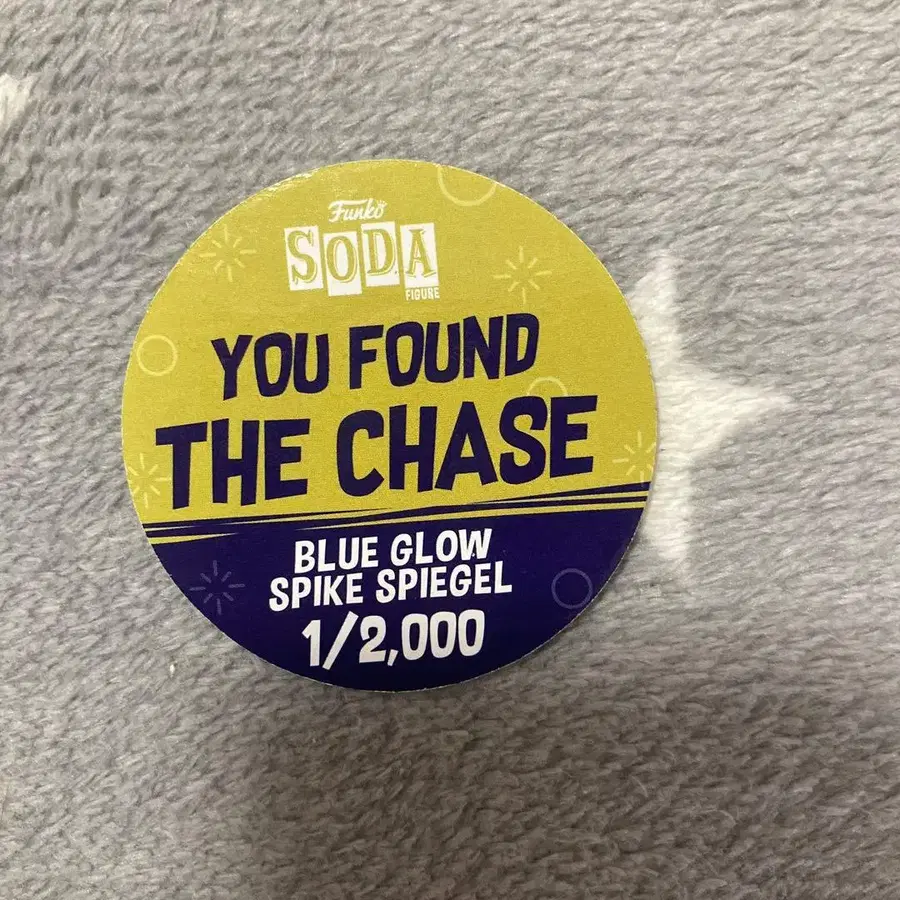 Funko
SODA
FIGURE
YOU FOUND
THE CHASE
BLUE GLOW
SPIKE SPIEGEL
1/2,000